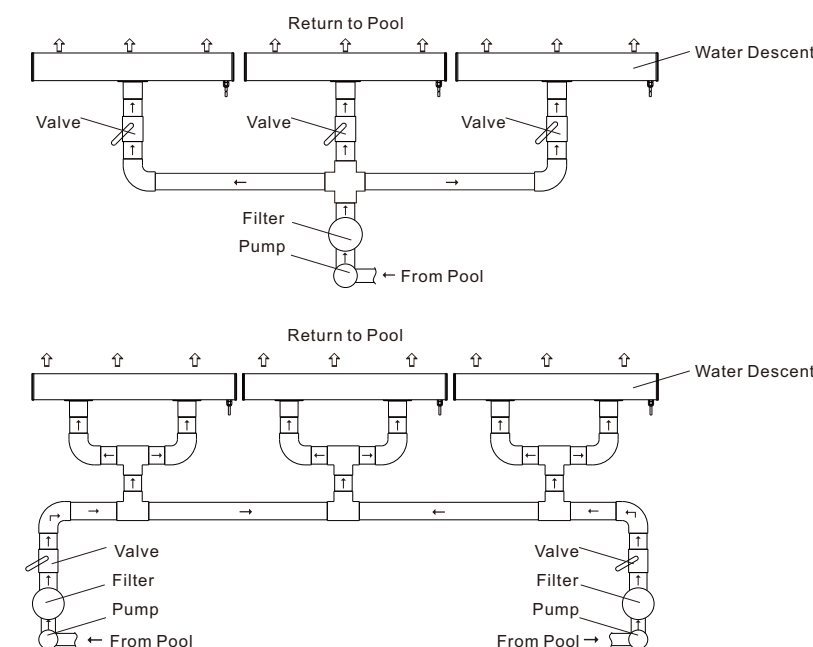 Return to Pool
Water Descent
Valve
Valve
Valve
Filter
Pump
From Pool
Return to Pool
Water Descent
Valve
Valve
Filter
Filter
Pump
Pump
From Pool
From Pool